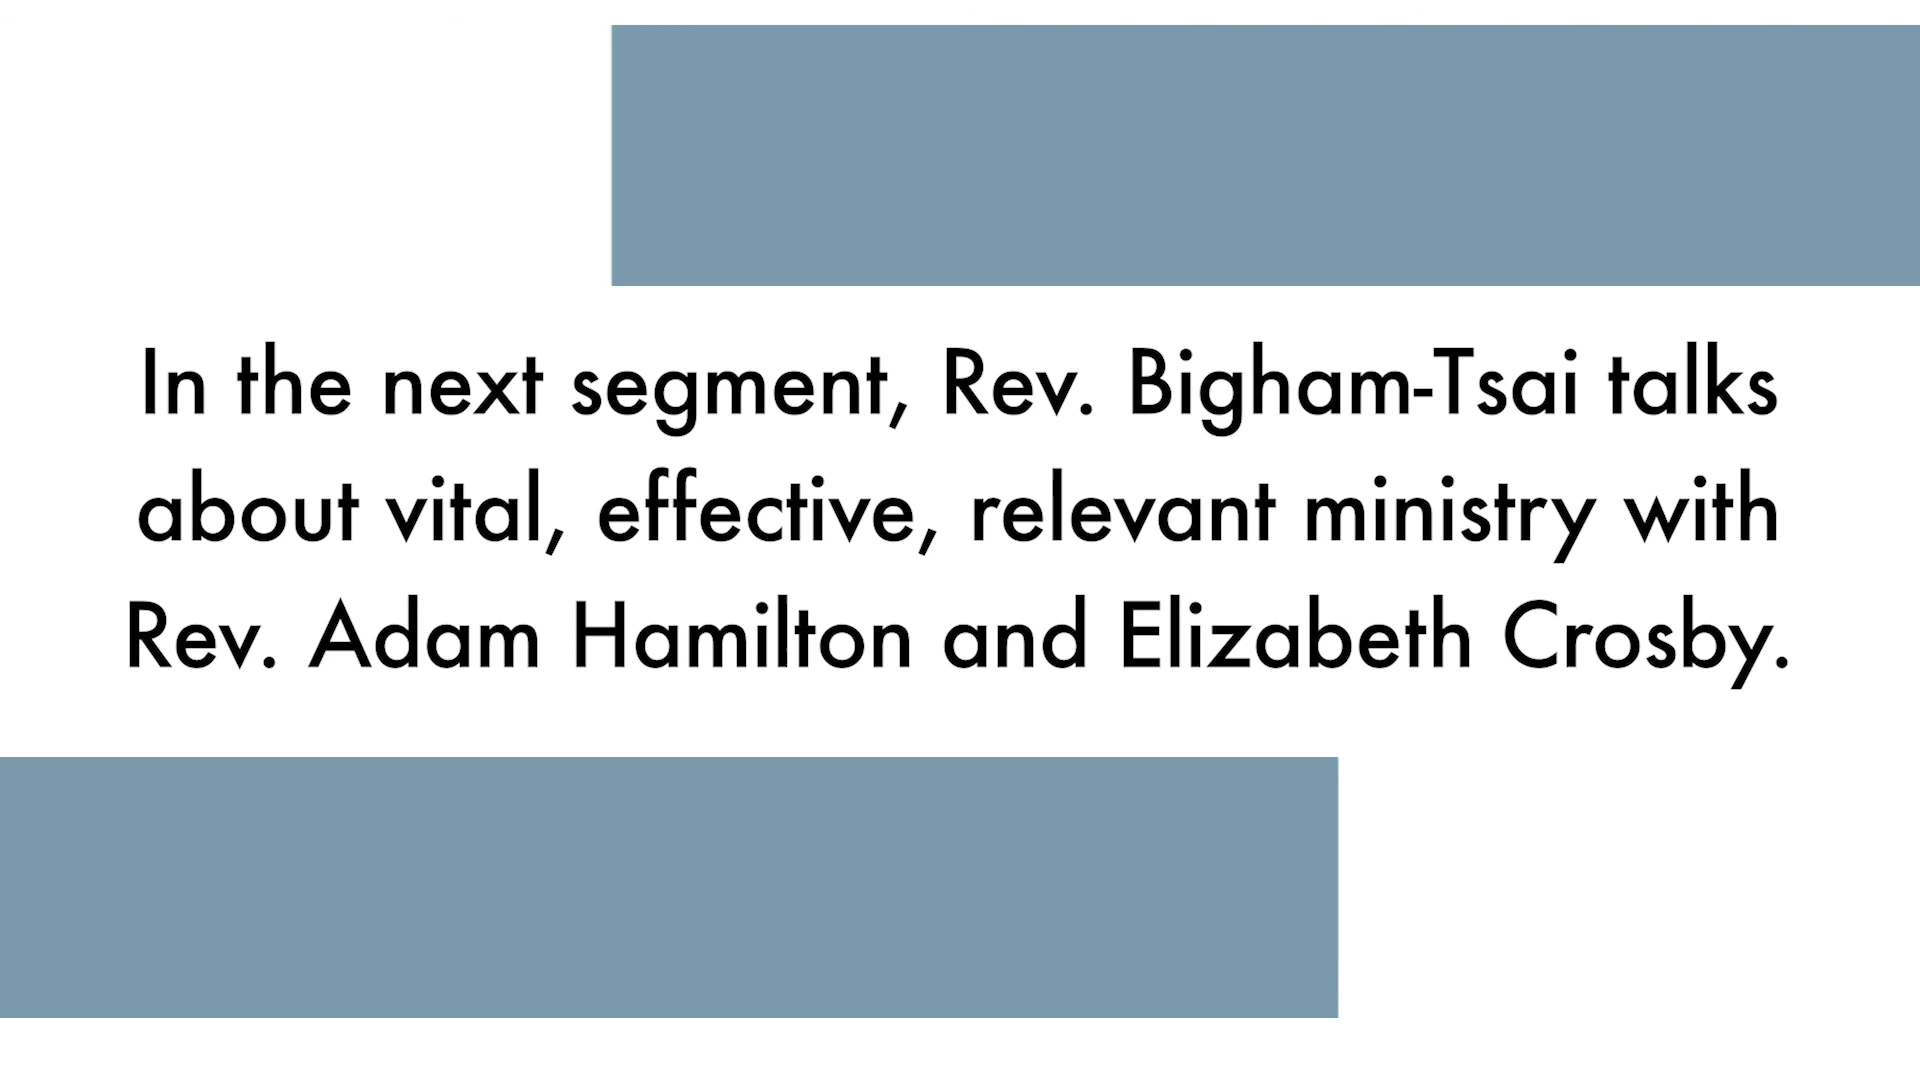 In the next segment, Rev. Bigham-Tsai talks
about vital, effective, relevant ministry with
Rev. Adam Hamilton and Elizabeth Crosby.